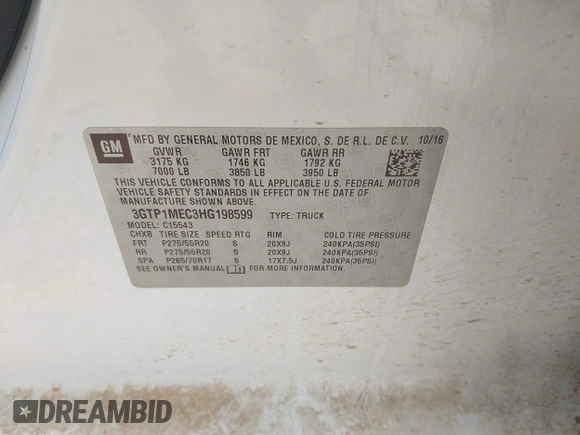 GM MFD BY GENERAL MOTORS DE MEXICO, S. DE R.L. DE C.V. 10/16
GVWR GAWR FRT GAWR RR
3175 KG 1746 KG 1792 KG
7000 LB 3850 LB 3950 LB
THIS VEHICLE CONFORMS TO ALL APPLICABLE U.S. FEDERAL MOTOR
VEHICLE SAFETY STANDARDS IN EFFECT ON THE DATE OF
MANUFACTURE SHOWN ABOVE.
3GTP1MEC3HG198599 TYPE: TRUCK
MODEL: C15543
CHXB TIRE SIZE SPEED RTG RIM COLD TIRE PRESSURE
FRT P275/55R20 S 20X9J 240KPA(35PSI)
RR P275/55R20 S 20X9J 240KPA(35PSI)
SPA P265/70R17 S 17X7.5J 240KPA(35PSI)
SEE OWNER'S MANUAL FOR MORE INFORMATION.
DREAMBID